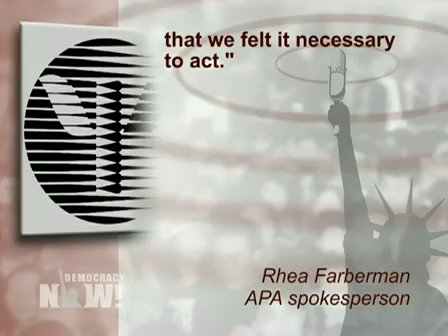 that we felt it necessary
to act."
DEMOCRACY
NOW!
Rhea Farberman
APA spokesperson